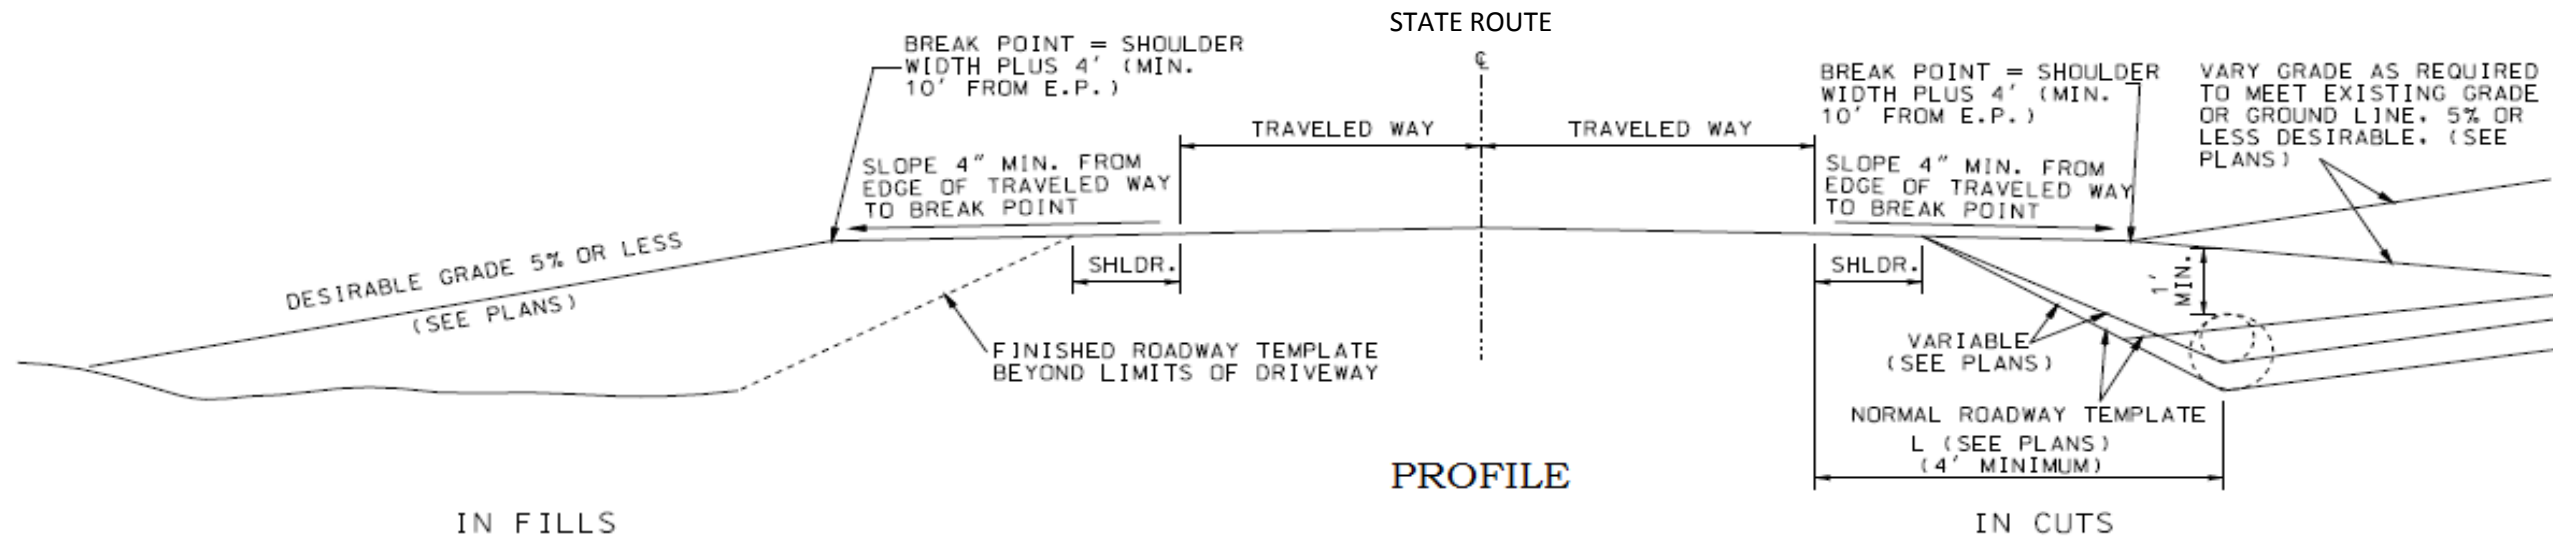 STATE ROUTE
℄
BREAK POINT = SHOULDER
WIDTH PLUS 4' (MIN.
10' FROM E.P.)
SLOPE 4" MIN. FROM
EDGE OF TRAVELED WAY
TO BREAK POINT
TRAVELED WAY
TRAVELED WAY
BREAK POINT = SHOULDER
WIDTH PLUS 4' (MIN.
10' FROM E.P.)
SLOPE 4" MIN. FROM
EDGE OF TRAVELED WAY
TO BREAK POINT
VARY GRADE AS REQUIRED
TO MEET EXISTING GRADE
OR GROUND LINE. 5% OR
LESS DESIRABLE. (SEE
PLANS)
DESIRABLE GRADE 5% OR LESS
(SEE PLANS)
SHLDR.
SHLDR.
1'
MIN.
FINISHED ROADWAY TEMPLATE
BEYOND LIMITS OF DRIVEWAY
VARIABLE
(SEE PLANS)
NORMAL ROADWAY TEMPLATE
L (SEE PLANS)
(4' MINIMUM)
PROFILE
IN FILLS
IN CUTS